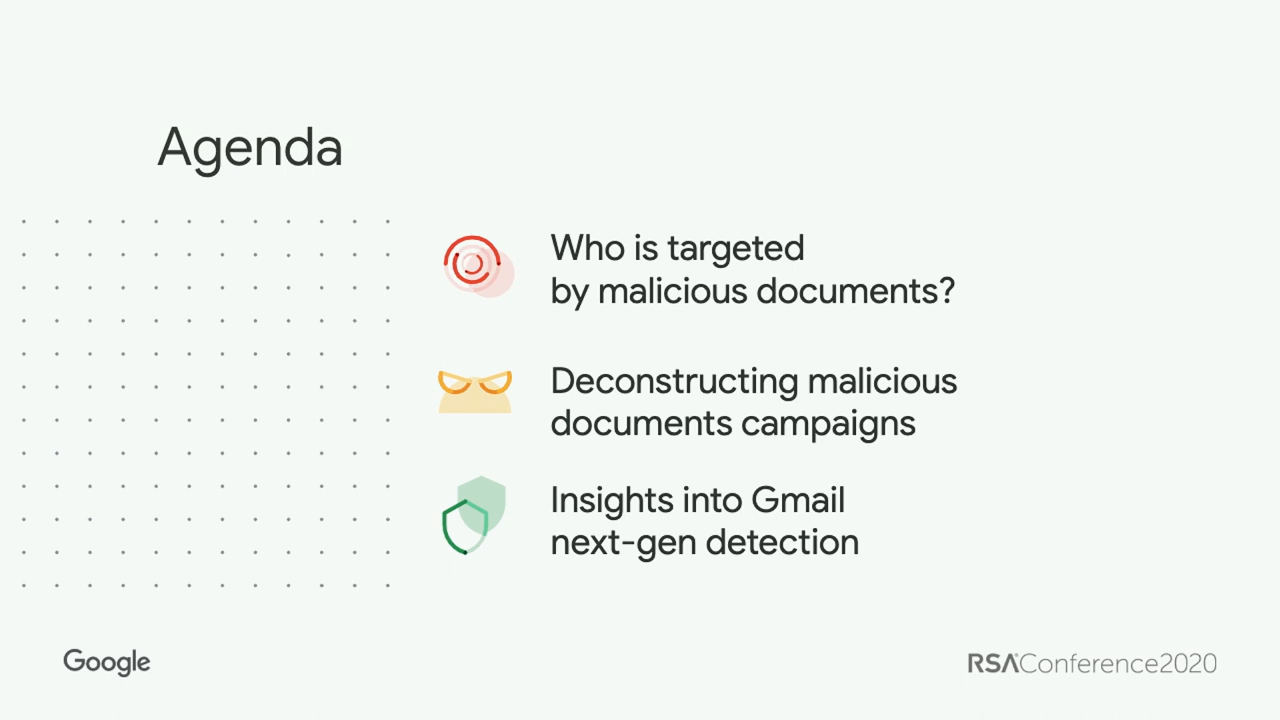 Agenda
Who is targeted
by malicious documents?
Deconstructing malicious
documents campaigns
Insights into Gmail
next-gen detection
Google
RSAConference2020